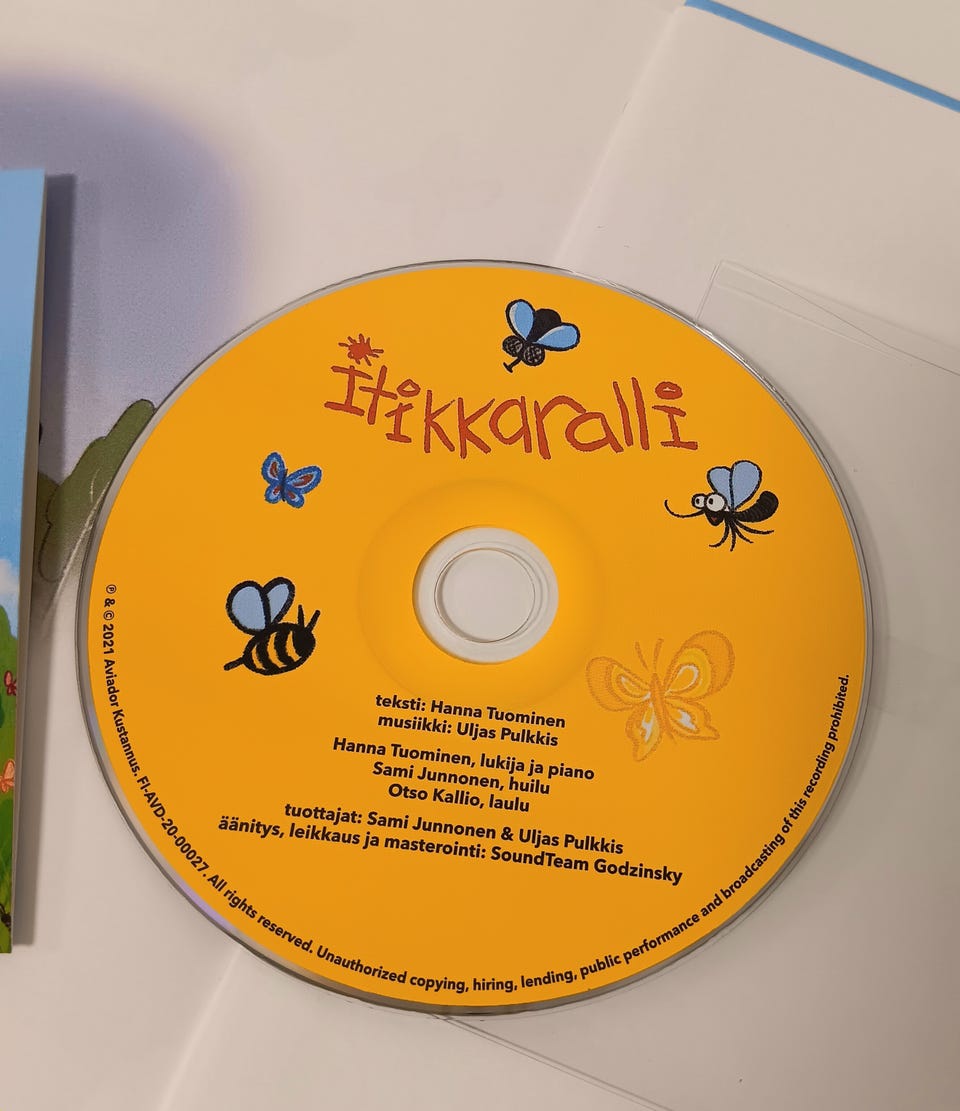 itikkaralli
teksti: Hanna Tuominen
musiikki: Uljas Pulkkis
Hanna Tuominen, lukija ja piano
Sami Junnonen, huilu
Otso Kallio, laulu
tuottajat: Sami Junnonen & Uljas Pulkkis
äänitys, leikkaus ja masterointi: SoundTeam Godzinsky
℗ & © 2021 Aviador Kustannus. FI-AVD-20-00027. All rights reserved. Unauthorized copying, hiring, lending, public performance and broadcasting of this recording prohibited.